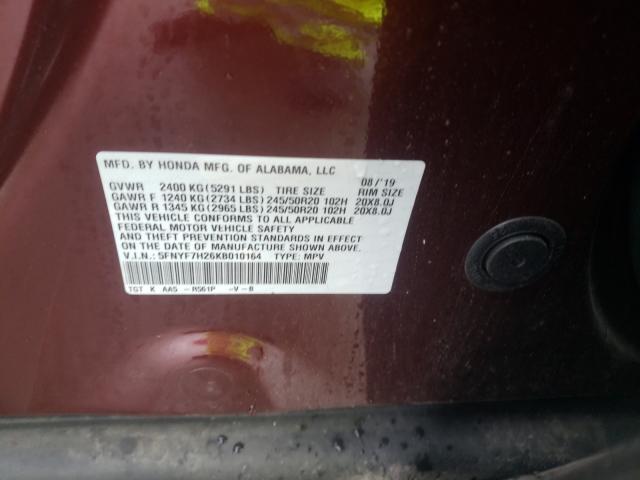 MFD. BY HONDA MFG. OF ALABAMA, LLC 08/'19
GVWR 2400 KG(5291 LBS) TIRE SIZE RIM SIZE
GAWR F 1240 KG(2734 LBS)245/50R20 102H 20X8.0J
GAWR R 1345 KG(2965 LBS)245/50R20 102H 20X8.0J
THIS VEHICLE CONFORMS TO ALL APPLICABLE
FEDERAL MOTOR VEHICLE SAFETY
STANDARDS IN EFFECT ON THE DATE OF
MANUFACTURE SHOWN ABOVE.
V.I.N.: 5FNYF7H26KB010164 TYPE: MPV
TGT K AAS -R561P -V-B